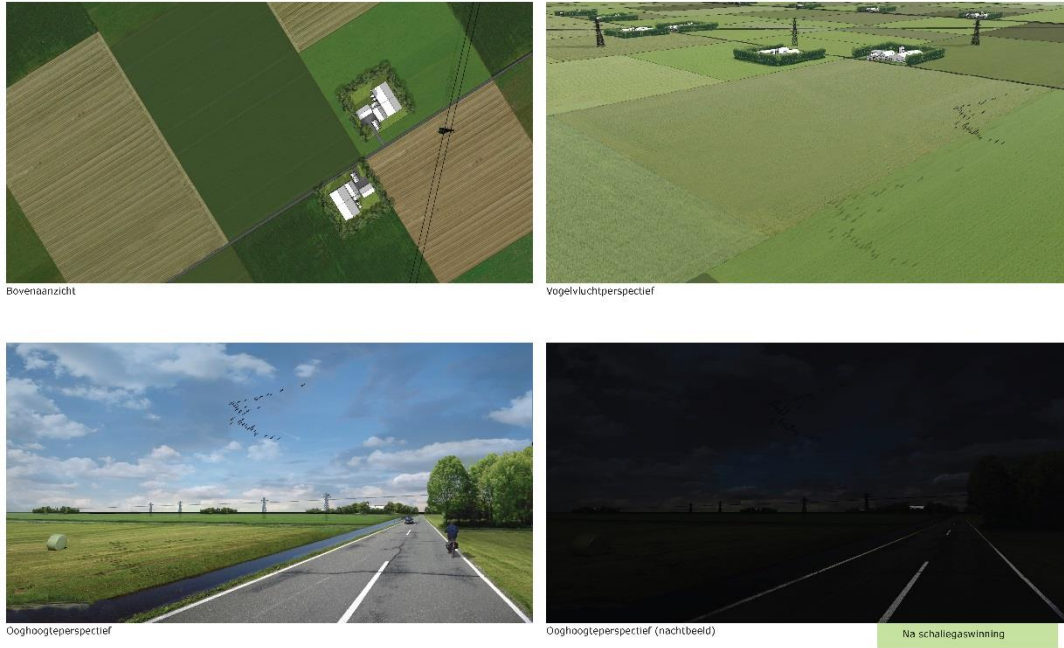 Bovenaanzicht
Vogelvluchtperspectief
Ooghoogteperspectief
Ooghoogteperspectief (nachtbeeld)
Na schaliegaswinning